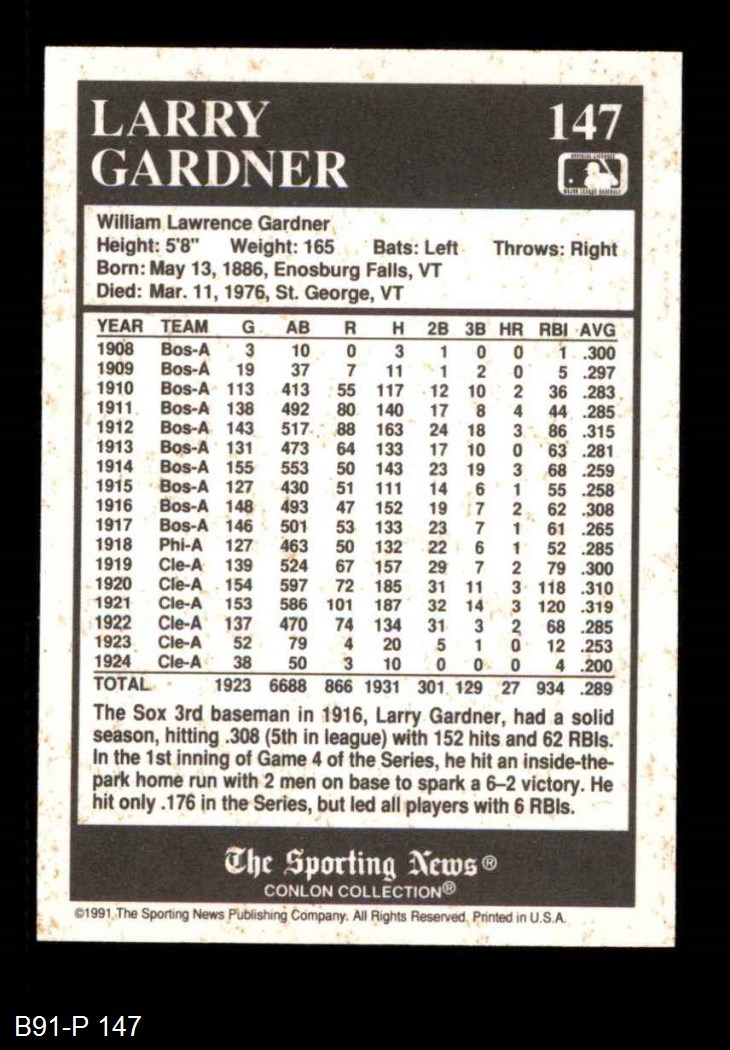 LARRY 147
GARDNER
OFFICIAL LICENSEE
MAJOR LEAGUE BASEBALL
William Lawrence Gardner
Height: 5'8" Weight: 165 Bats: Left Throws: Right
Born: May 13, 1886, Enosburg Falls, VT
Died: Mar. 11, 1976, St. George, VT
YEAR TEAM G AB R H 2B 3B HR RBI AVG
1908 Bos-A 3 10 0 3 1 0 0 1 .300
1909 Bos-A 19 37 7 11 1 2 0 5 .297
1910 Bos-A 113 413 55 117 12 10 2 36 .283
1911 Bos-A 138 492 80 140 17 8 4 44 .285
1912 Bos-A 143 517 88 163 24 18 3 86 .315
1913 Bos-A 131 473 64 133 17 10 0 63 .281
1914 Bos-A 155 553 50 143 23 19 3 68 .259
1915 Bos-A 127 430 51 111 14 6 1 55 .258
1916 Bos-A 148 493 47 152 19 7 2 62 .308
1917 Bos-A 146 501 53 133 23 7 1 61 .265
1918 Phi-A 127 463 50 132 22 6 1 52 .285
1919 Cle-A 139 524 67 157 29 7 2 79 .300
1920 Cle-A 154 597 72 185 31 11 3 118 .310
1921 Cle-A 153 586 101 187 32 14 3 120 .319
1922 Cle-A 137 470 74 134 31 3 2 68 .285
1923 Cle-A 52 79 4 20 5 1 0 12 .253
1924 Cle-A 38 50 3 10 0 0 0 4 .200
TOTAL 1923 6688 866 1931 301 129 27 934 .289
The Sox 3rd baseman in 1916, Larry Gardner, had a solid
season, hitting .308 (5th in league) with 152 hits and 62 RBIs.
In the 1st inning of Game 4 of the Series, he hit an inside-the-
park home run with 2 men on base to spark a 6–2 victory. He
hit only .176 in the Series, but led all players with 6 RBIs.
The Sporting News®
CONLON COLLECTION®
©1991 The Sporting News Publishing Company. All Rights Reserved. Printed in U.S.A.
B91-P 147